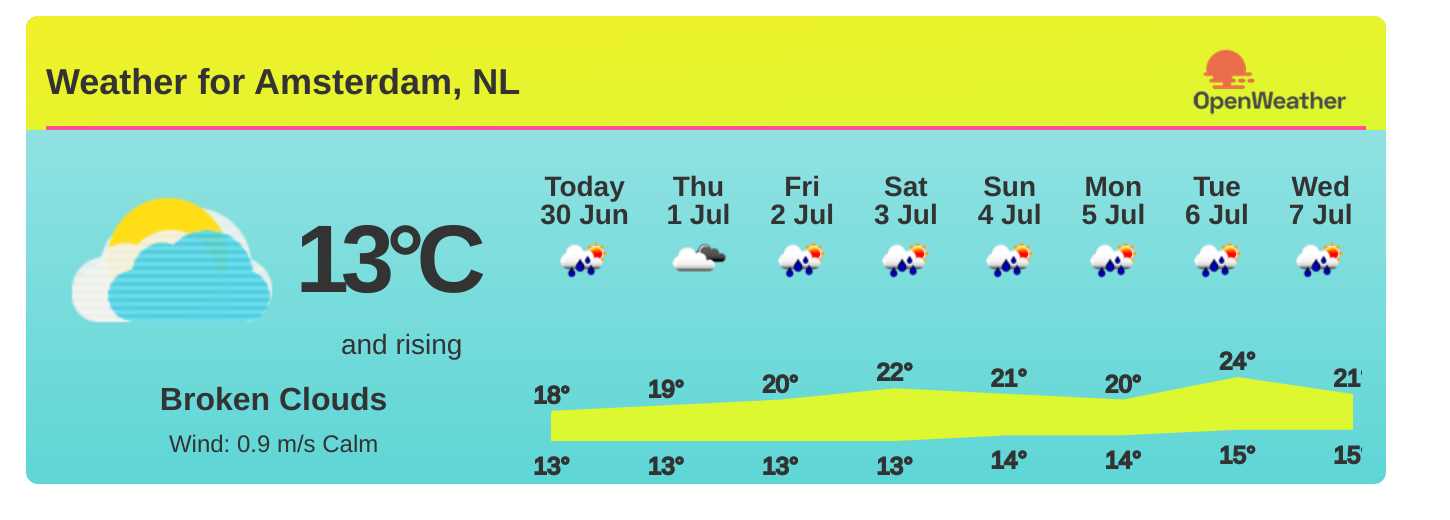 Weather for Amsterdam, NL
OpenWeather
13°C
and rising
Broken Clouds
Wind: 0.9 m/s Calm
Today Thu Fri Sat Sun Mon Tue Wed
30 Jun 1 Jul 2 Jul 3 Jul 4 Jul 5 Jul 6 Jul 7 Jul
18° 19° 20° 22° 21° 20° 24° 21°
13° 13° 13° 13° 14° 14° 15° 15°